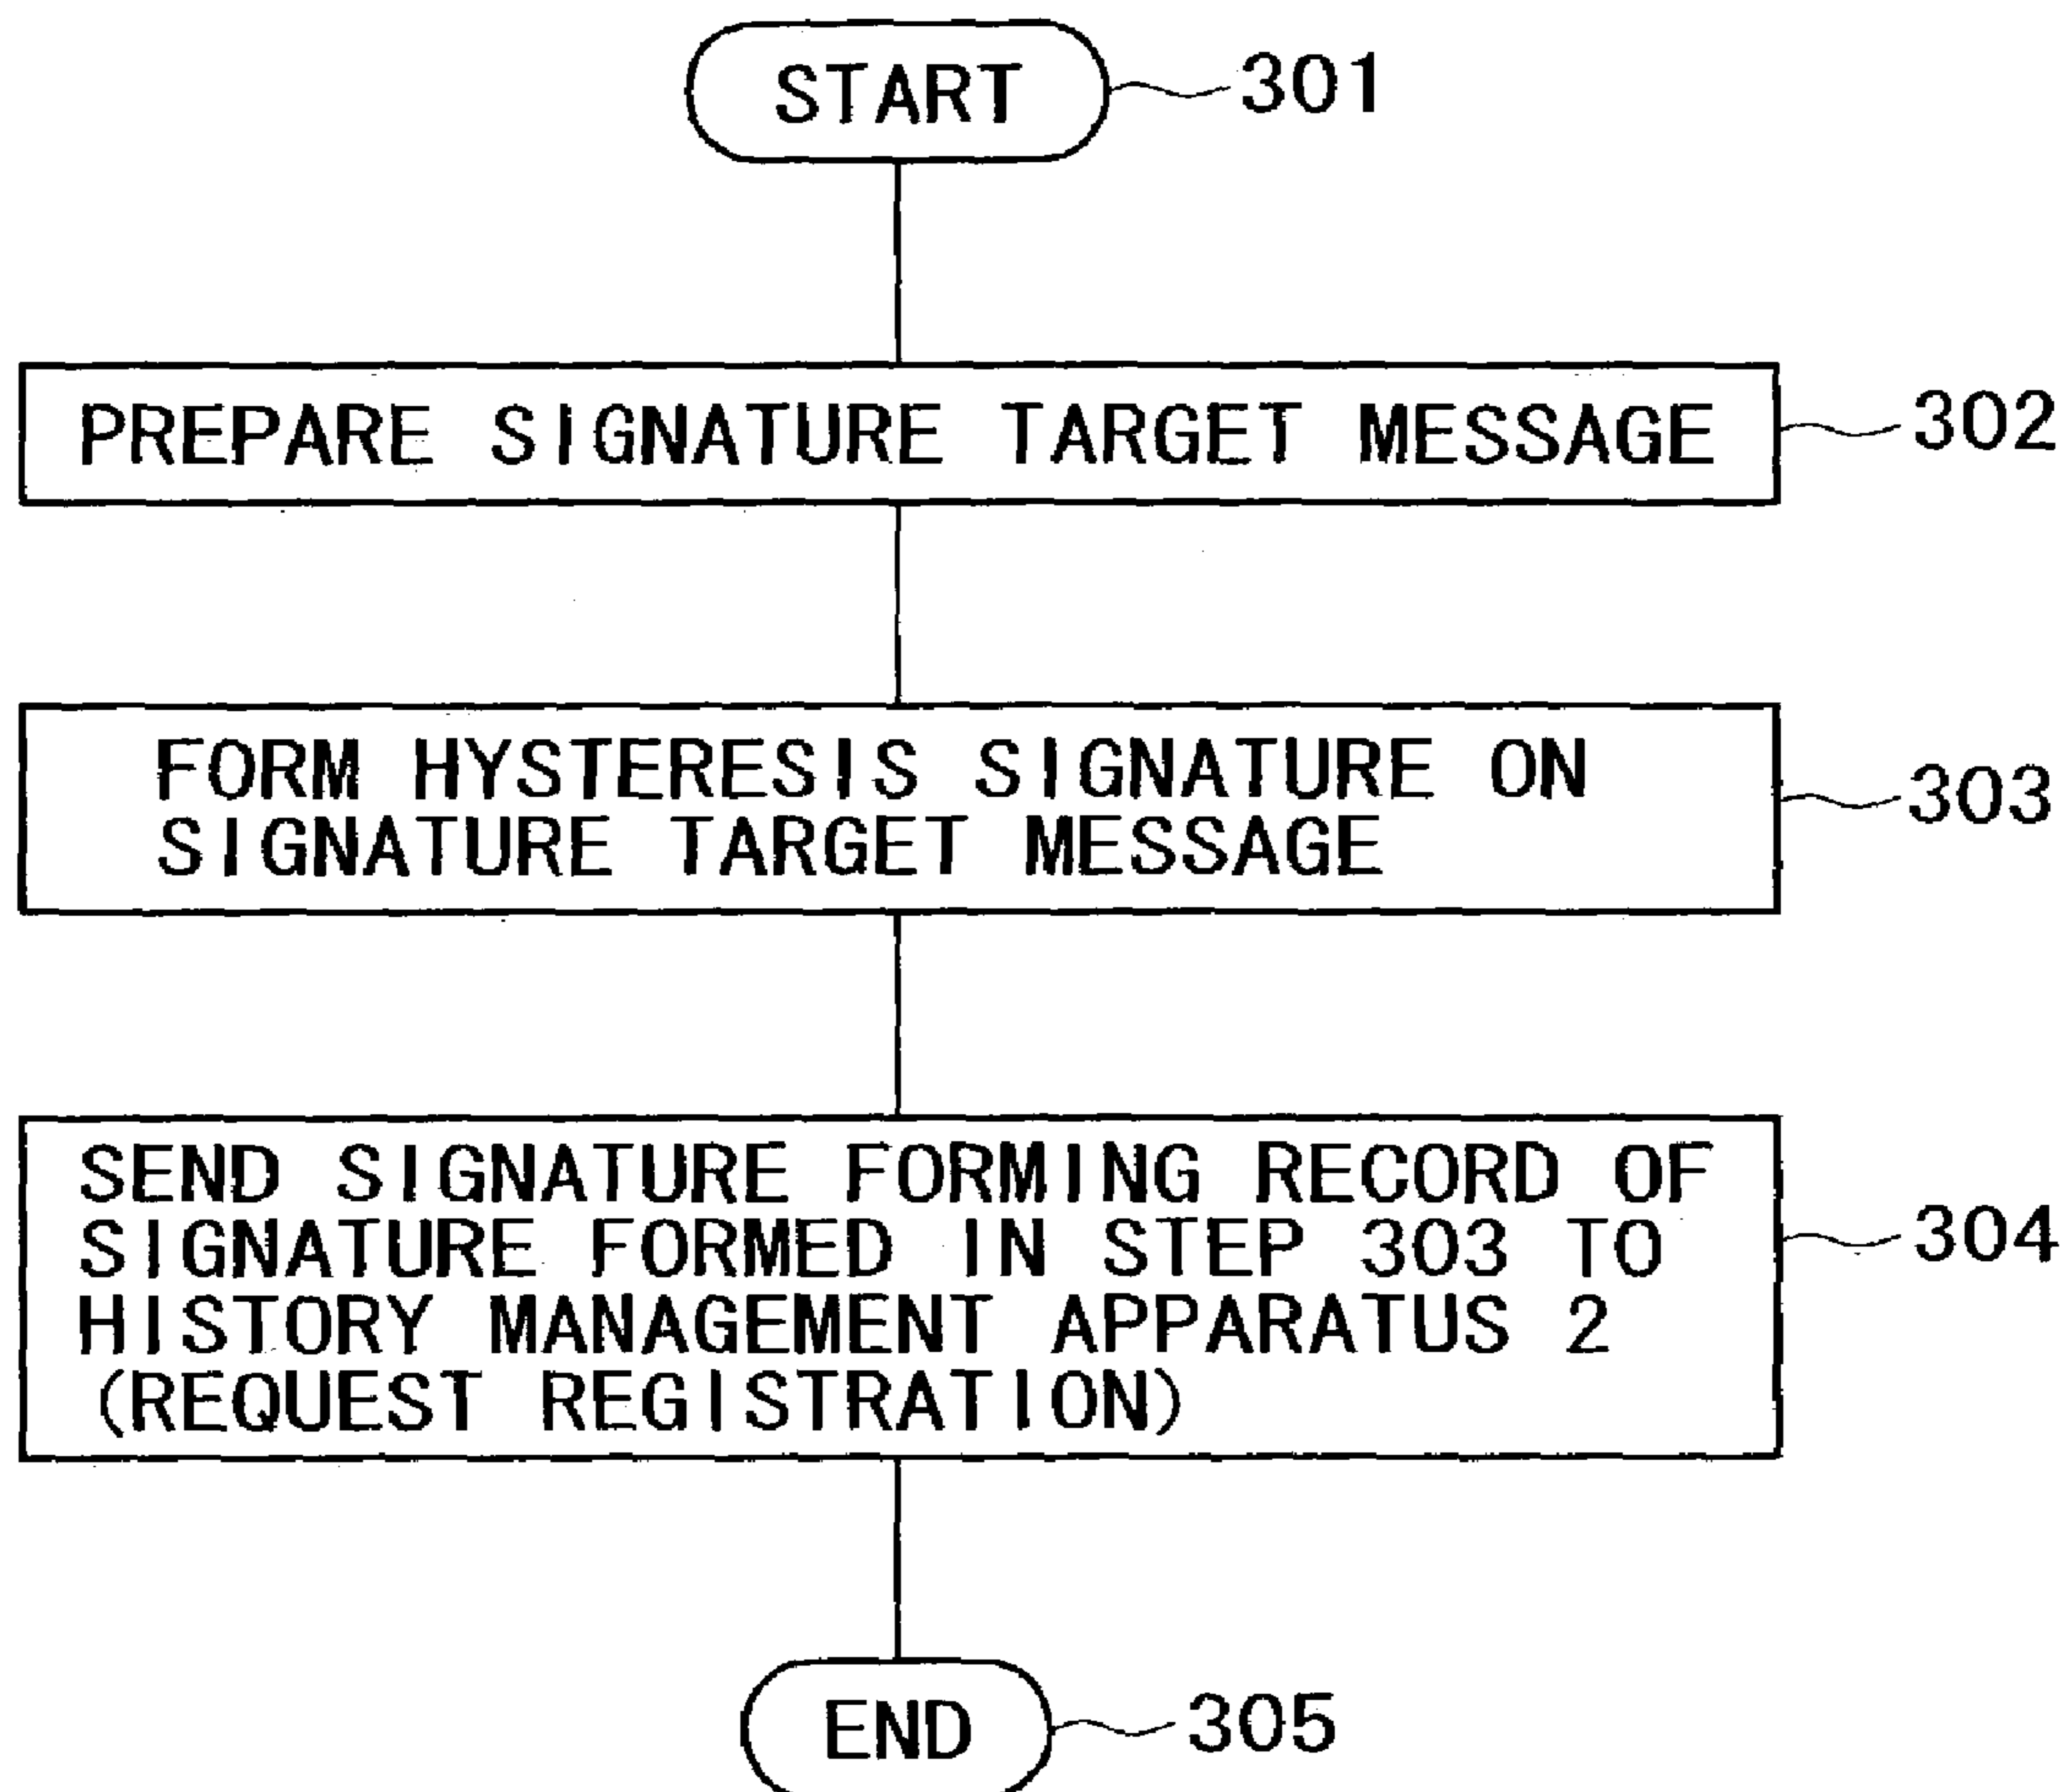 START 301
PREPARE SIGNATURE TARGET MESSAGE 302
FORM HYSTERESIS SIGNATURE ON
SIGNATURE TARGET MESSAGE
303
SEND SIGNATURE FORMING RECORD OF
SIGNATURE FORMED IN STEP 303 TO
HISTORY MANAGEMENT APPARATUS 2
(REQUEST REGISTRATION)
304
END 305